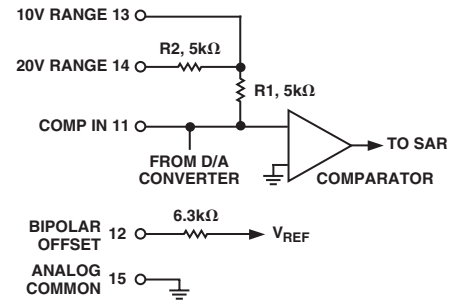 10V RANGE 13
R2, 5kΩ
20V RANGE 14
R1, 5kΩ
COMP IN 11
TO SAR
FROM D/A
CONVERTER
COMPARATOR
6.3kΩ
BIPOLAR
OFFSET 12
VREF
ANALOG
COMMON 15